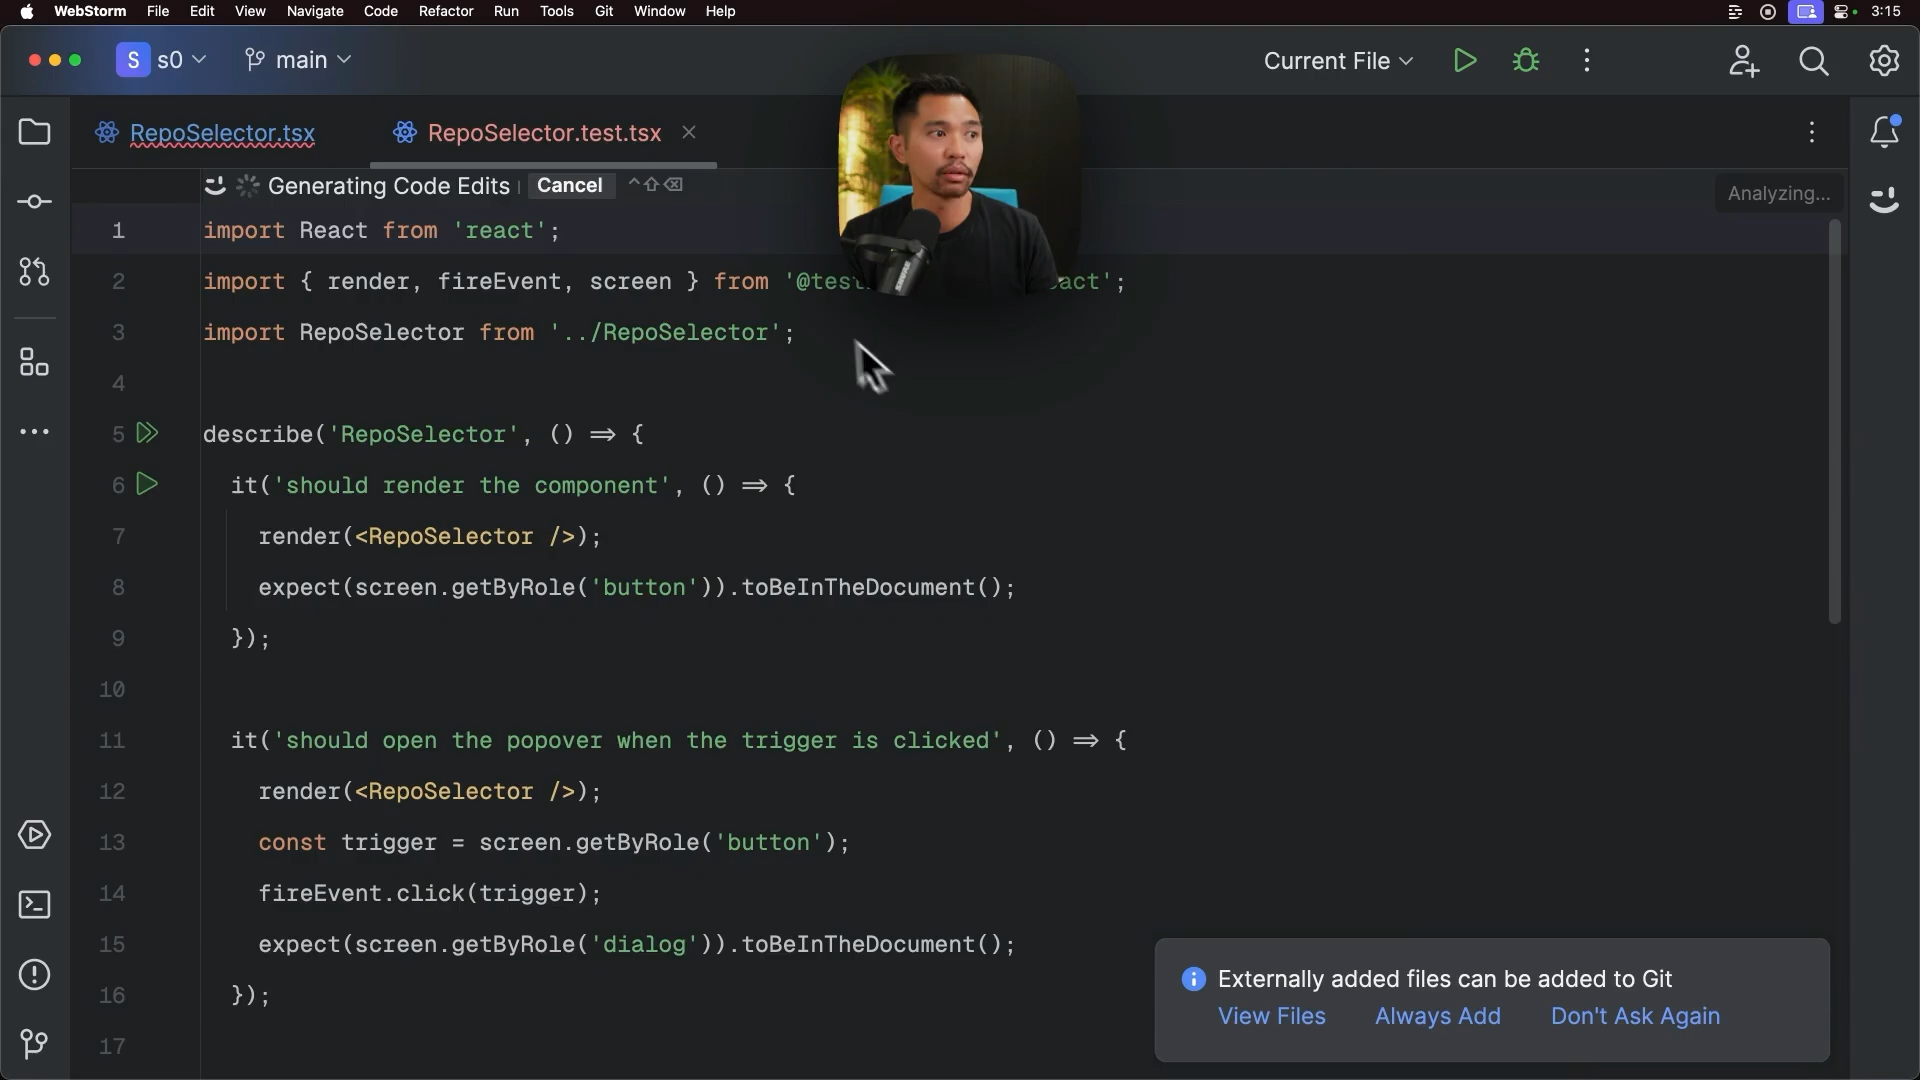 WebStorm File Edit View Navigate Code Refactor Run Tools Git Window Help 3:15
S s0 main Current File
RepoSelector.tsx RepoSelector.test.tsx
Generating Code Edits Cancel Analyzing...
1 import React from 'react';
2 import { render, fireEvent, screen } from '@test act';
3 import RepoSelector from '../RepoSelector';
4
5 describe('RepoSelector', () => {
6 it('should render the component', () => {
7 render(<RepoSelector />);
8 expect(screen.getByRole('button')).toBeInTheDocument();
9 });
10
11 it('should open the popover when the trigger is clicked', () => {
12 render(<RepoSelector />);
13 const trigger = screen.getByRole('button');
14 fireEvent.click(trigger);
15 expect(screen.getByRole('dialog')).toBeInTheDocument();
16 });
17
Externally added files can be added to Git
View Files Always Add Don't Ask Again